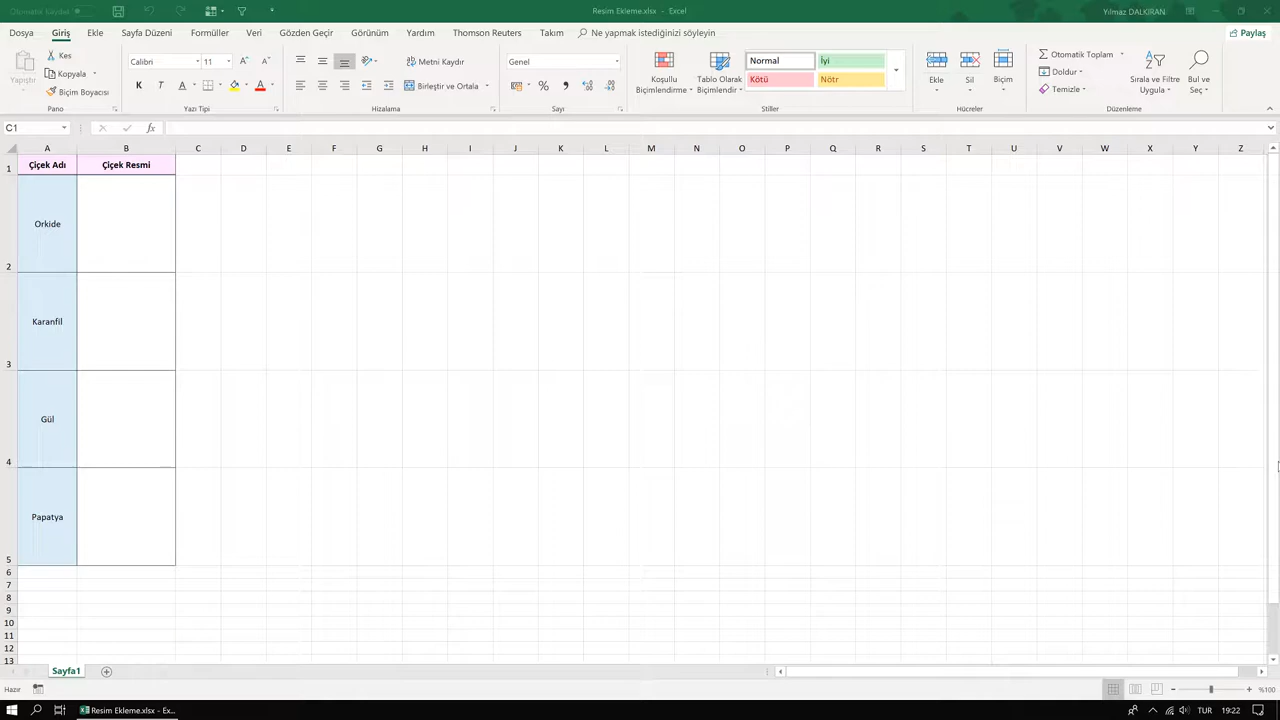 Otomatik Kaydet
Resim Ekleme.xlsx - Excel
Yılmaz DALKIRAN
Dosya Giriş Ekle Sayfa Düzeni Formüller Veri Gözden Geçir Görünüm Yardım Thomson Reuters Takım Ne yapmak istediğinizi söyleyin Paylaş
Yapıştır
Kes
Kopyala
Biçim Boyacısı
Pano
Calibri 11
K T A
Yazı Tipi
Metni Kaydır
Birleştir ve Ortala
Hizalama
Genel
Sayı
Koşullu Biçimlendirme
Tablo Olarak Biçimlendir
Normal İyi
Kötü Nötr
Stiller
Ekle Sil Biçim
Hücreler
Otomatik Toplam
Doldur
Temizle
Sırala ve Filtre Uygula
Bul ve Seç
Düzenleme
C1 fx
A B C D E F G H I J K L M N O P Q R S T U V W X Y Z
1 Çiçek Adı Çiçek Resmi
2 Orkide
3 Karanfil
4 Gül
5 Papatya
6
7
8
9
10
11
12
13
Sayfa1
Hazır %100
Resim Ekleme.xlsx - Ex...
TUR 19:22